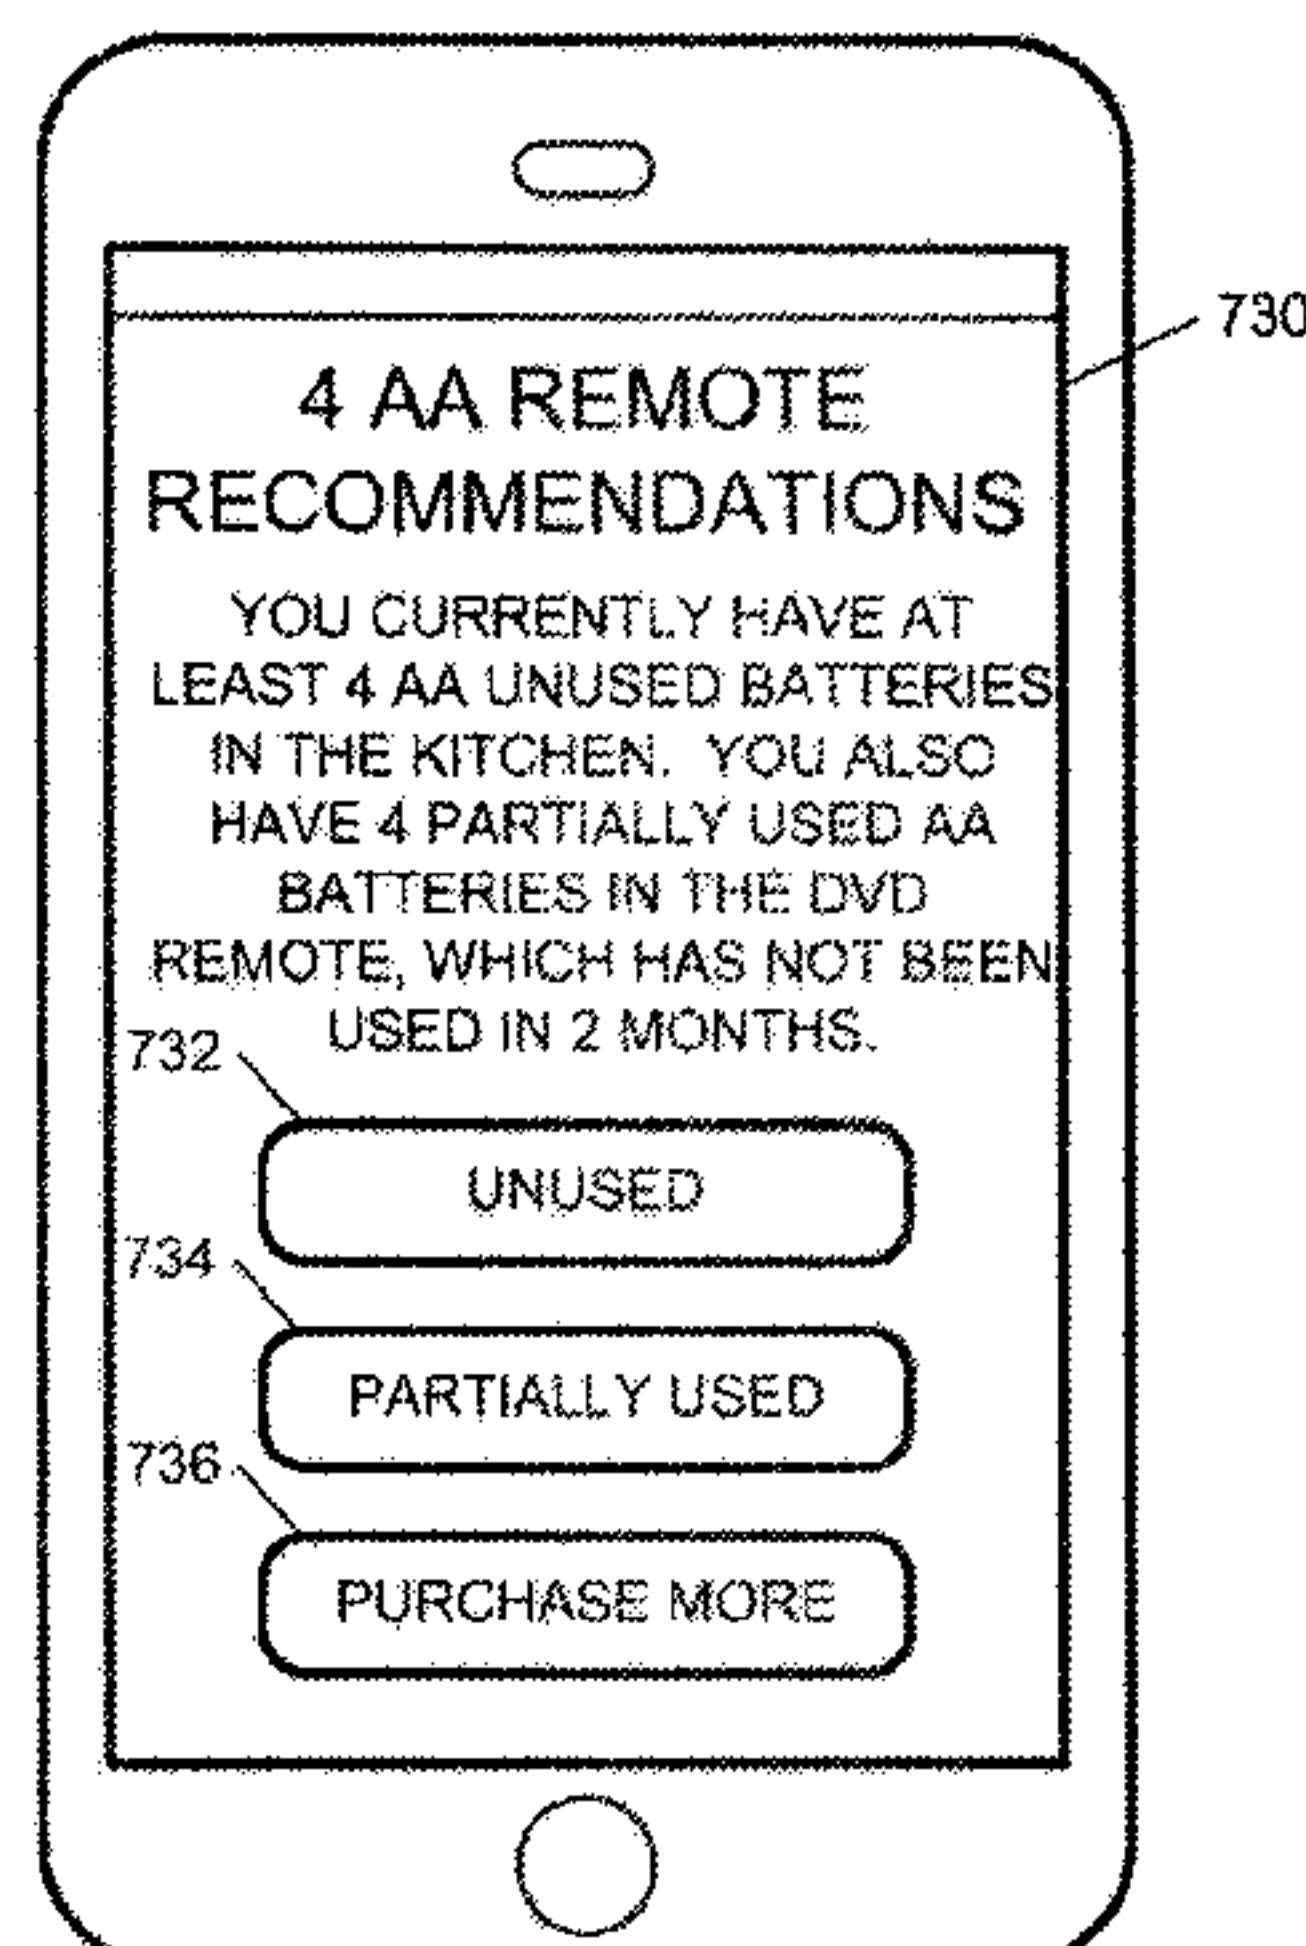 730
4 AA REMOTE
RECOMMENDATIONS
YOU CURRENTLY HAVE AT
LEAST 4 AA UNUSED BATTERIES
IN THE KITCHEN. YOU ALSO
HAVE 4 PARTIALLY USED AA
BATTERIES IN THE DVD
REMOTE, WHICH HAS NOT BEEN
USED IN 2 MONTHS.
732
UNUSED
734
PARTIALLY USED
736
PURCHASE MORE